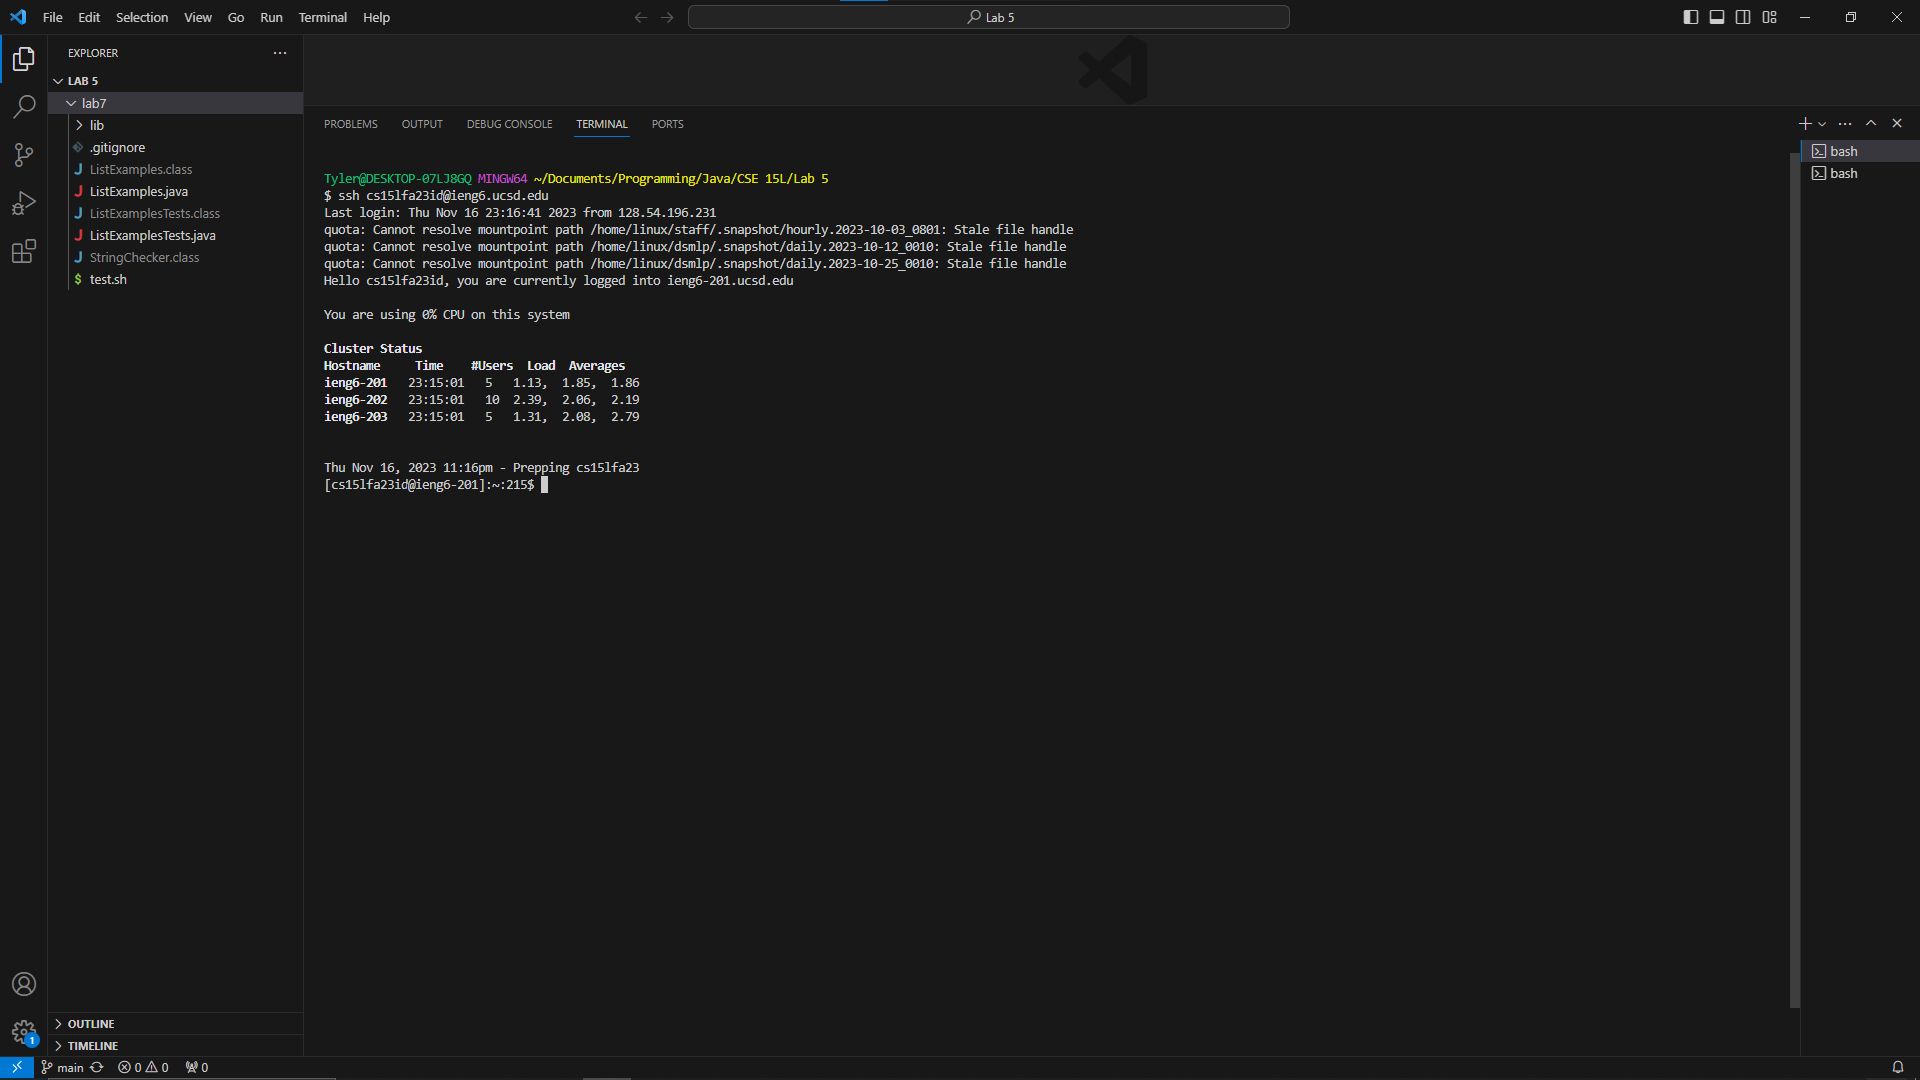 File Edit Selection View Go Run Terminal Help
Lab 5
EXPLORER
LAB 5
lab7
lib
.gitignore
ListExamples.class
ListExamples.java
ListExamplesTests.class
ListExamplesTests.java
StringChecker.class
test.sh
OUTLINE
TIMELINE
PROBLEMS OUTPUT DEBUG CONSOLE TERMINAL PORTS
bash
bash
Tyler@DESKTOP-07LJ8GQ MINGW64 ~/Documents/Programming/Java/CSE 15L/Lab 5
$ ssh cs15lfa23id@ieng6.ucsd.edu
Last login: Thu Nov 16 23:16:41 2023 from 128.54.196.231
quota: Cannot resolve mountpoint path /home/linux/staff/.snapshot/hourly.2023-10-03_0801: Stale file handle
quota: Cannot resolve mountpoint path /home/linux/dsmlp/.snapshot/daily.2023-10-12_0010: Stale file handle
quota: Cannot resolve mountpoint path /home/linux/dsmlp/.snapshot/daily.2023-10-25_0010: Stale file handle
Hello cs15lfa23id, you are currently logged into ieng6-201.ucsd.edu
You are using 0% CPU on this system
Cluster Status
Hostname Time #Users Load Averages
ieng6-201 23:15:01 5 1.13, 1.85, 1.86
ieng6-202 23:15:01 10 2.39, 2.06, 2.19
ieng6-203 23:15:01 5 1.31, 2.08, 2.79
Thu Nov 16, 2023 11:16pm - Prepping cs15lfa23
[cs15lfa23id@ieng6-201]:~:215$
1
main 0 0 0